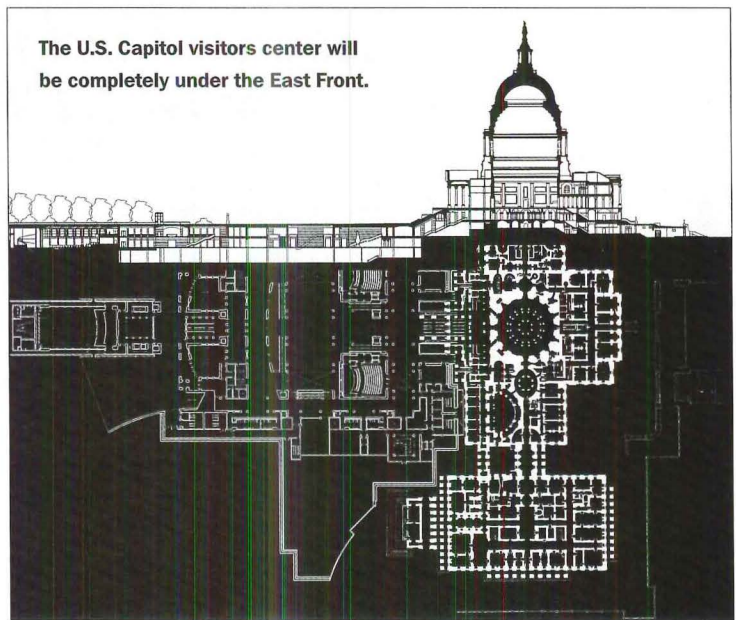 The U.S. Capitol visitors center will
be completely under the East Front.